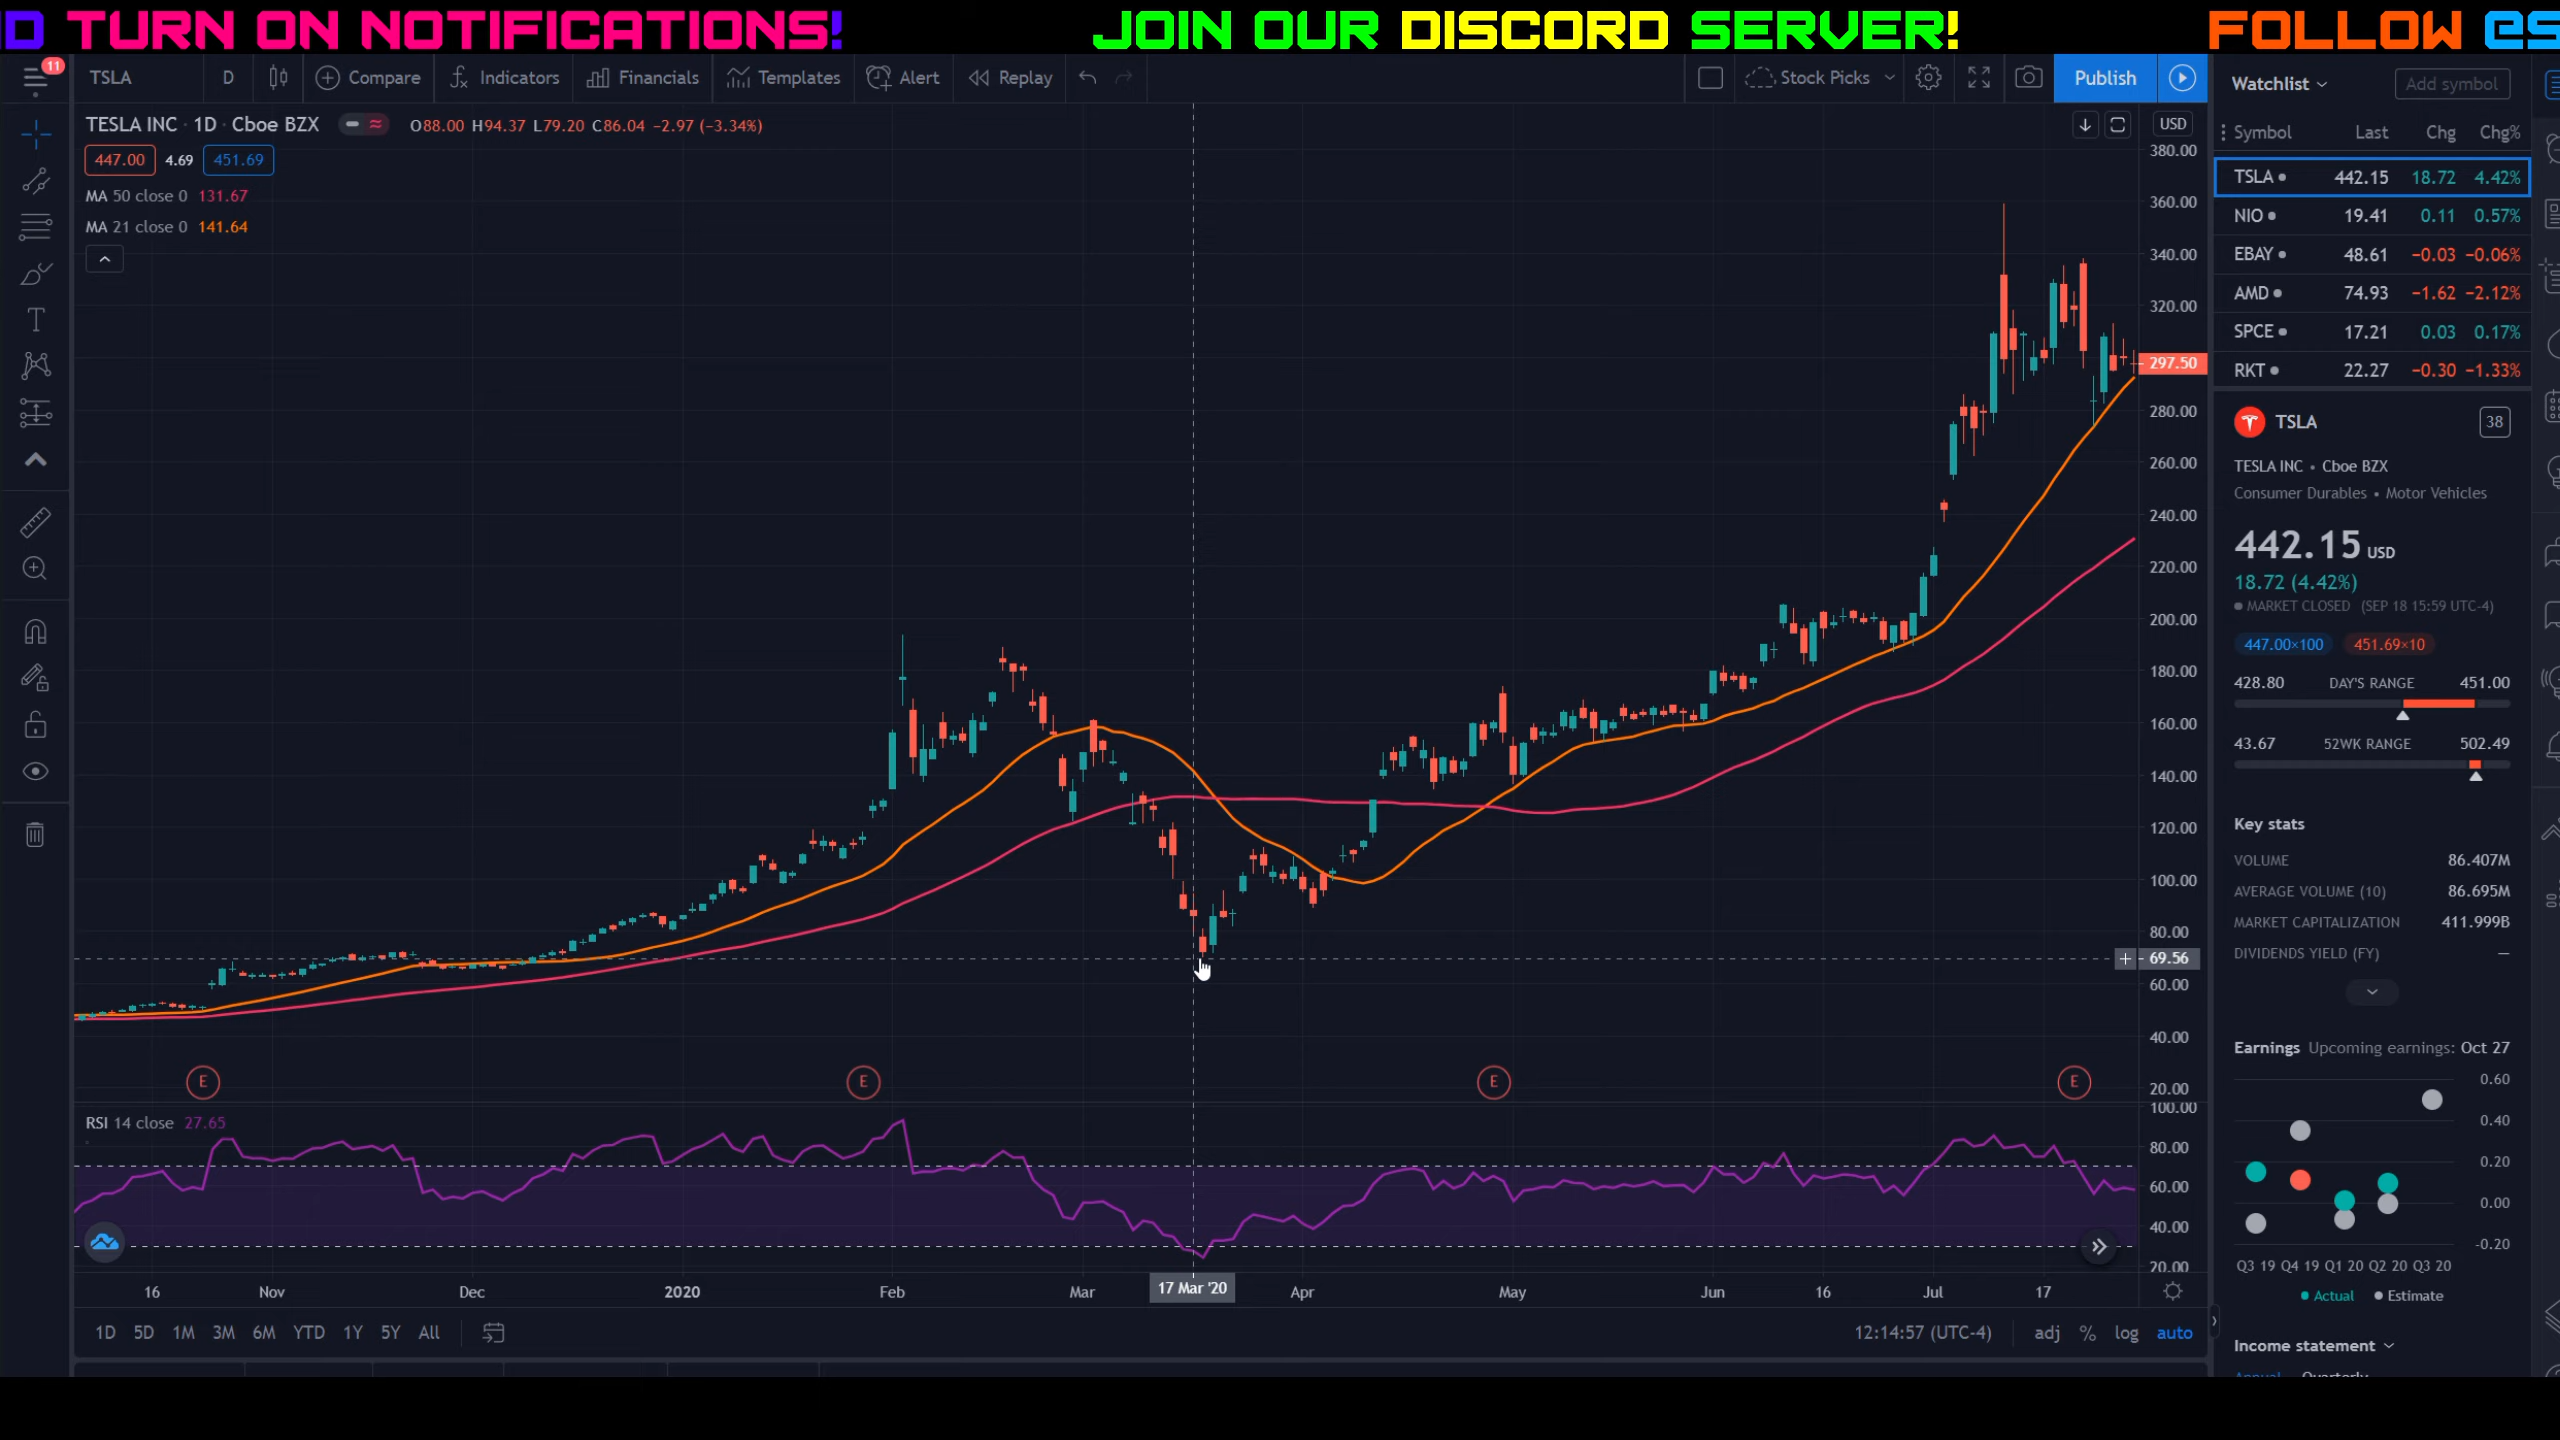 D TURN ON NOTIFICATIONS! JOIN OUR DISCORD SERVER! FOLLOW
11 TSLA D Compare Indicators Financials Templates Alert Replay Stock Picks Publish
Watchlist Add symbol
TESLA INC · 1D · Cboe BZX O88.00 H94.37 L79.20 C86.04 −2.97 (−3.34%) USD
447.00 4.69 451.69
MA 50 close 0 131.67
MA 21 close 0 141.64
380.00
360.00
340.00
320.00
297.50
280.00
260.00
240.00
220.00
200.00
180.00
160.00
140.00
120.00
100.00
80.00
69.56
60.00
40.00
20.00
E E E E
RSI 14 close 27.65
100.00
80.00
60.00
40.00
20.00
16 Nov Dec 2020 Feb Mar 17 Mar '20 Apr May Jun 16 Jul 17
1D 5D 1M 3M 6M YTD 1Y 5Y All 12:14:57 (UTC-4) adj % log auto
Symbol Last Chg Chg%
TSLA 442.15 18.72 4.42%
NIO 19.41 0.11 0.57%
EBAY 48.61 −0.03 −0.06%
AMD 74.93 −1.62 −2.12%
SPCE 17.21 0.03 0.17%
RKT 22.27 −0.30 −1.33%
TSLA 38
TESLA INC • Cboe BZX
Consumer Durables • Motor Vehicles
442.15 USD
18.72 (4.42%)
MARKET CLOSED (SEP 18 15:59 UTC-4)
447.00×100 451.69×10
428.80 DAY'S RANGE 451.00
43.67 52WK RANGE 502.49
Key stats
VOLUME 86.407M
AVERAGE VOLUME (10) 86.695M
MARKET CAPITALIZATION 411.999B
DIVIDENDS YIELD (FY) —
Earnings Upcoming earnings: Oct 27
0.60
0.40
0.20
0.00
-0.20
Q3 19 Q4 19 Q1 20 Q2 20 Q3 20
Actual Estimate
Income statement